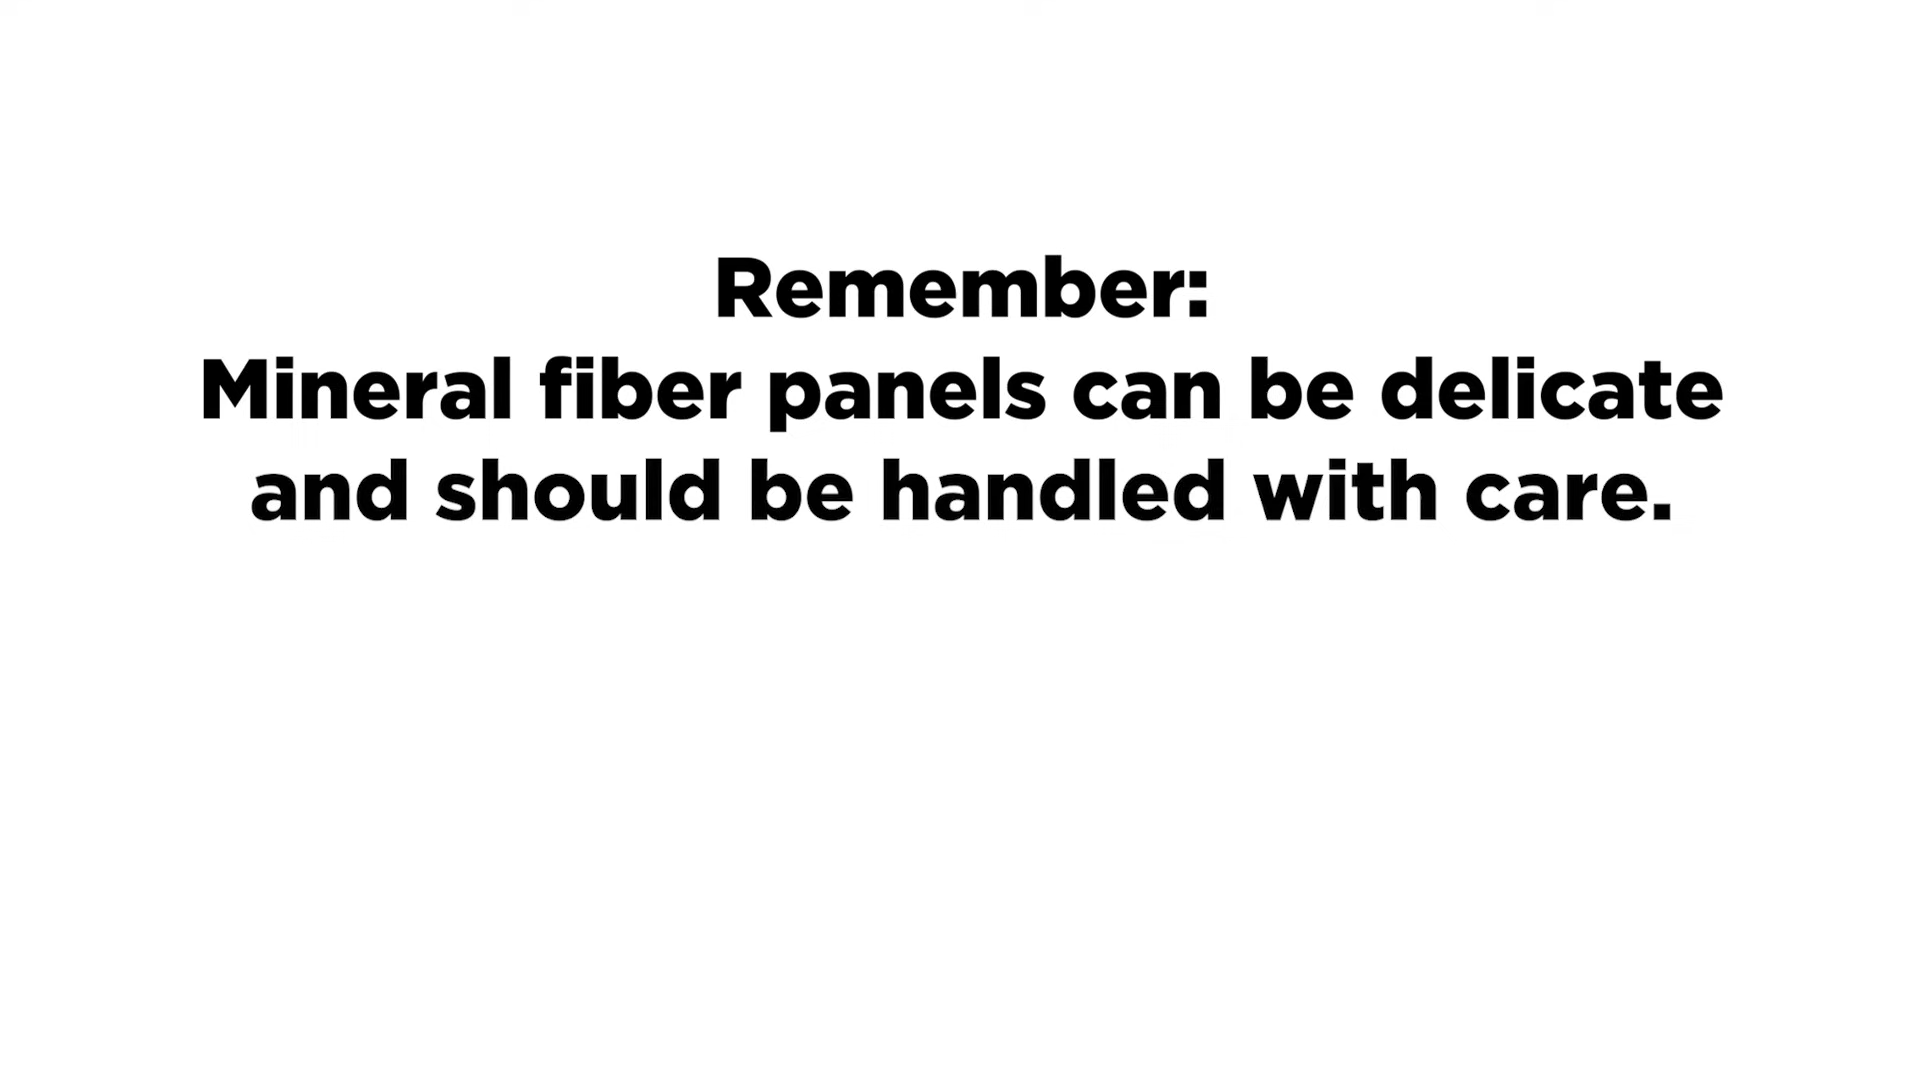 Remember:
Mineral fiber panels can be delicate
and should be handled with care.